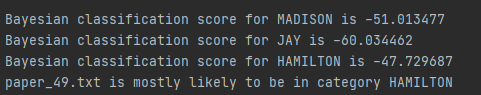 Bayesian classification score for MADISON is -51.013477
Bayesian classification score for JAY is -60.034462
Bayesian classification score for HAMILTON is -47.729687
paper_49.txt is mostly likely to be in category HAMILTON